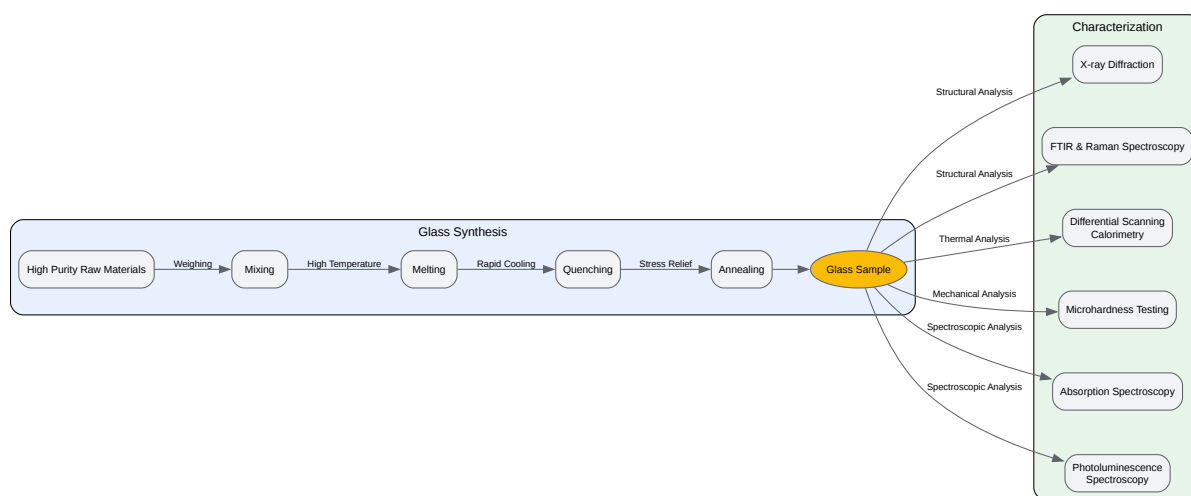 Characterization
X-ray Diffraction
Structural Analysis
FTIR & Raman Spectroscopy
Structural Analysis
Differential Scanning
Calorimetry
Thermal Analysis
Glass Synthesis
High Purity Raw Materials
Weighing
Mixing
High Temperature
Melting
Rapid Cooling
Quenching
Stress Relief
Annealing
Glass Sample
Mechanical Analysis
Microhardness Testing
Spectroscopic Analysis
Absorption Spectroscopy
Spectroscopic Analysis
Photoluminescence
Spectroscopy